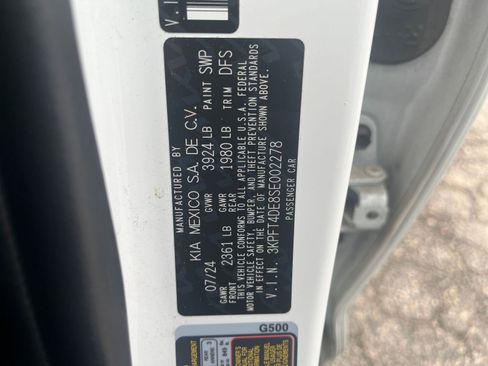 V.I.N
MANUFACTURED BY
KIA MEXICO S.A. DE C.V.
07/24 GVWR 3924 LB PAINT SWP
GAWR FRONT 2361 LB GAWR REAR 1980 LB TRIM DFS
THIS VEHICLE CONFORMS TO ALL APPLICABLE U.S.A. FEDERAL
MOTOR VEHICLE SAFETY, BUMPER, AND THEFT PREVENTION STANDARDS
IN EFFECT ON THE DATE OF MANUFACTURE SHOWN ABOVE.
V.I.N. 3KPFT4DE8SE002278
PASSENGER CAR
G500